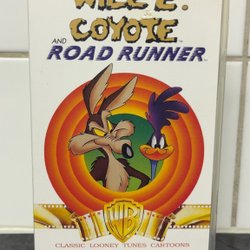 WILE E.
COYOTE
AND
ROAD RUNNER
WB
CLASSIC LOONEY TUNES CARTOONS